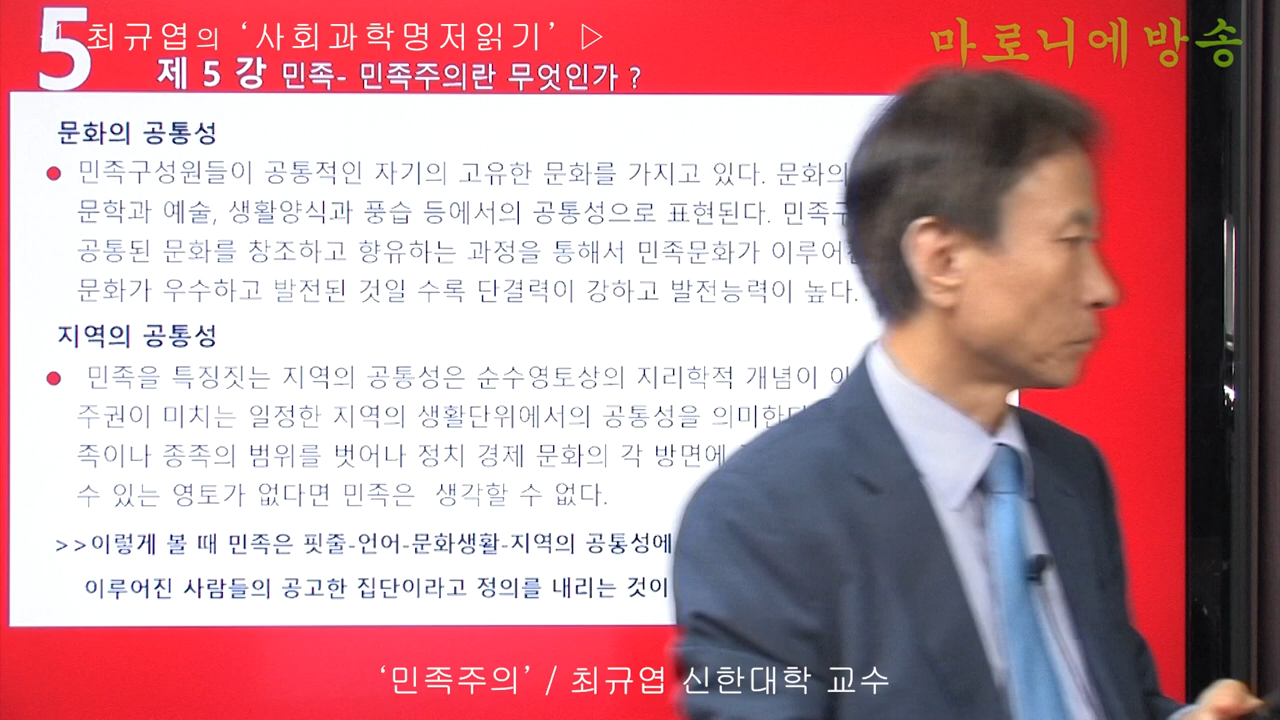 최규엽의 ‘사회과학명저읽기’ ▷
마로니에방송
5
제 5 강 민족- 민족주의란 무엇인가 ?
문화의 공통성
● 민족구성원들이 공통적인 자기의 고유한 문화를 가지고 있다. 문화의
문학과 예술, 생활양식과 풍습 등에서의 공통성으로 표현된다. 민족구
공통된 문화를 창조하고 향유하는 과정을 통해서 민족문화가 이루어
문화가 우수하고 발전된 것일 수록 단결력이 강하고 발전능력이 높다.
지역의 공통성
● 민족을 특징짓는 지역의 공통성은 순수영토상의 지리학적 개념이
주권이 미치는 일정한 지역의 생활단위에서의 공통성을 의미한다
족이나 종족의 범위를 벗어나 정치 경제 문화의 각 방면에
수 있는 영토가 없다면 민족은 생각할 수 없다.
>>이렇게 볼 때 민족은 핏줄-언어-문화생활-지역의 공통성에
이루어진 사람들의 공고한 집단이라고 정의를 내리는 것이
‘민족주의’ / 최규엽 신한대학 교수